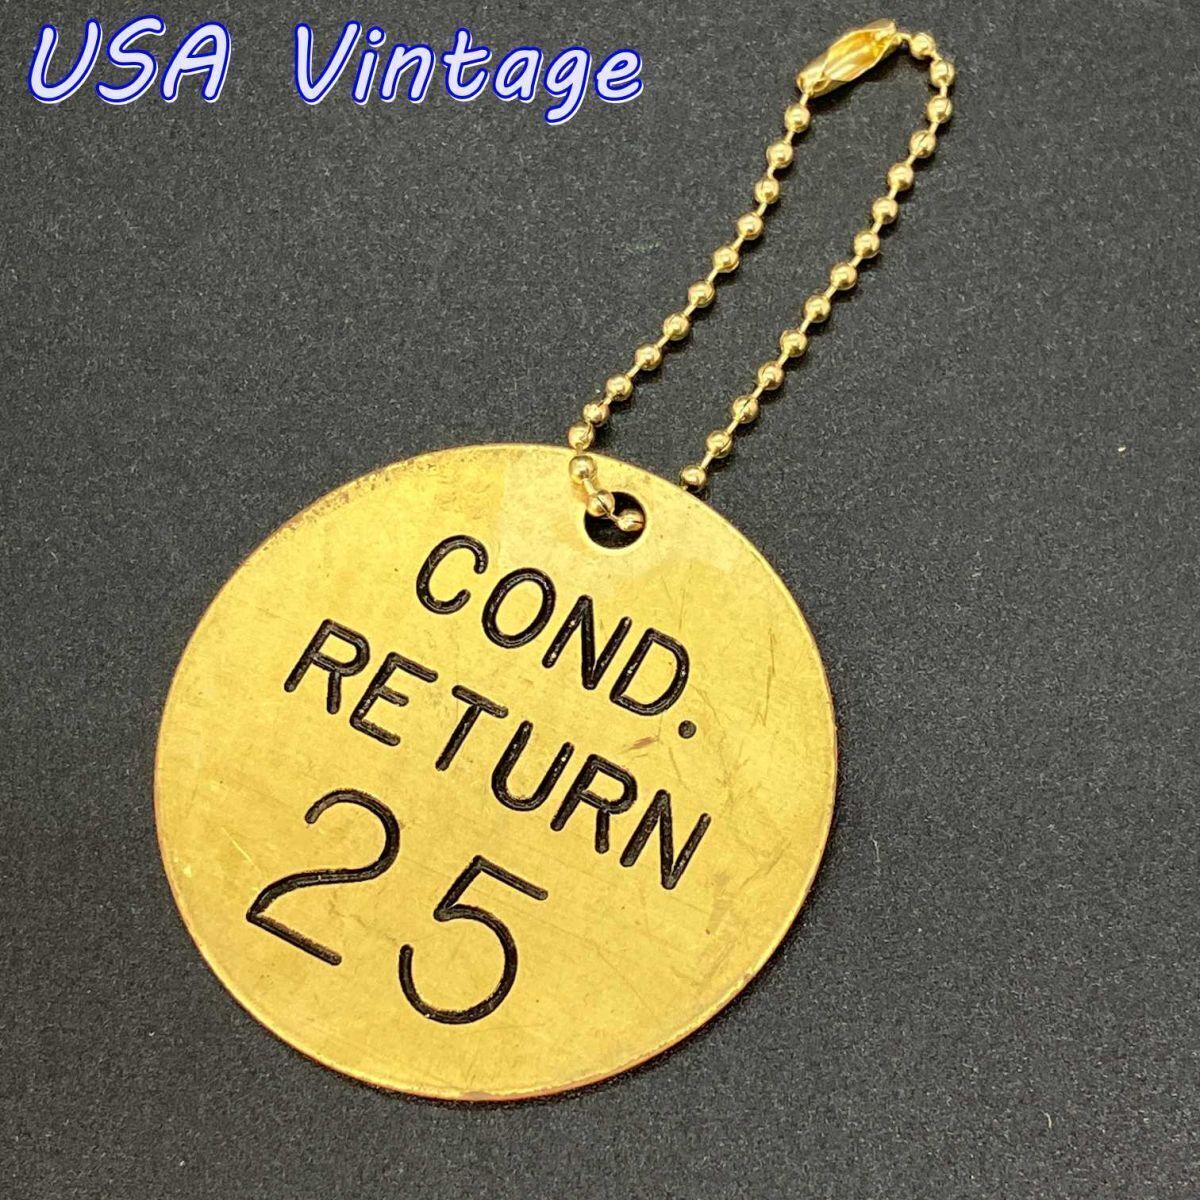 USA Vintage
COND.
RETURN
25